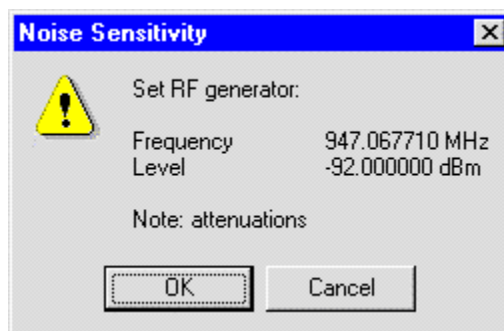 Noise Sensitivity
Set RF generator:
Frequency 947.067710 MHz
Level -92.000000 dBm
Note: attenuations
OK Cancel